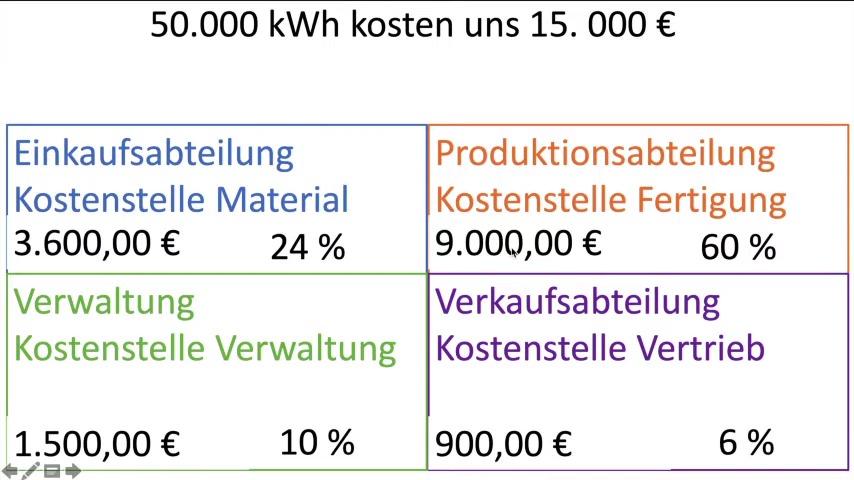 50.000 kWh kosten uns 15. 000 €
Einkaufsabteilung
Kostenstelle Material
3.600,00 € 24 %
Produktionsabteilung
Kostenstelle Fertigung
9.000,00 € 60 %
Verwaltung
Kostenstelle Verwaltung
1.500,00 € 10 %
Verkaufsabteilung
Kostenstelle Vertrieb
900,00 € 6 %